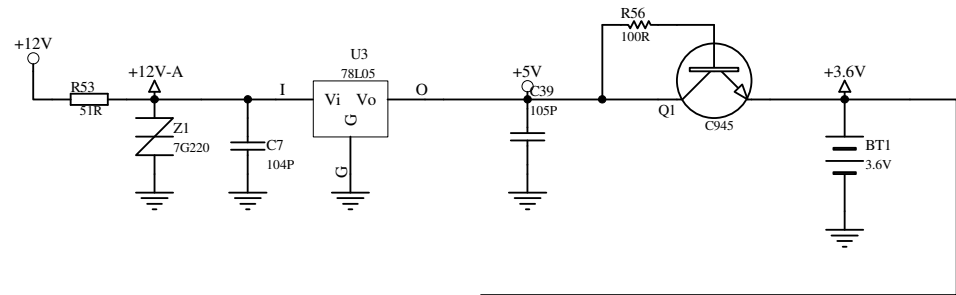 +12V
R53
51R
+12V-A
Z1
7G220
C7
104P
I
U3
78L05
Vi Vo
G
G
O
+5V
C39
105P
R56
100R
Q1
C945
+3.6V
BT1
3.6V